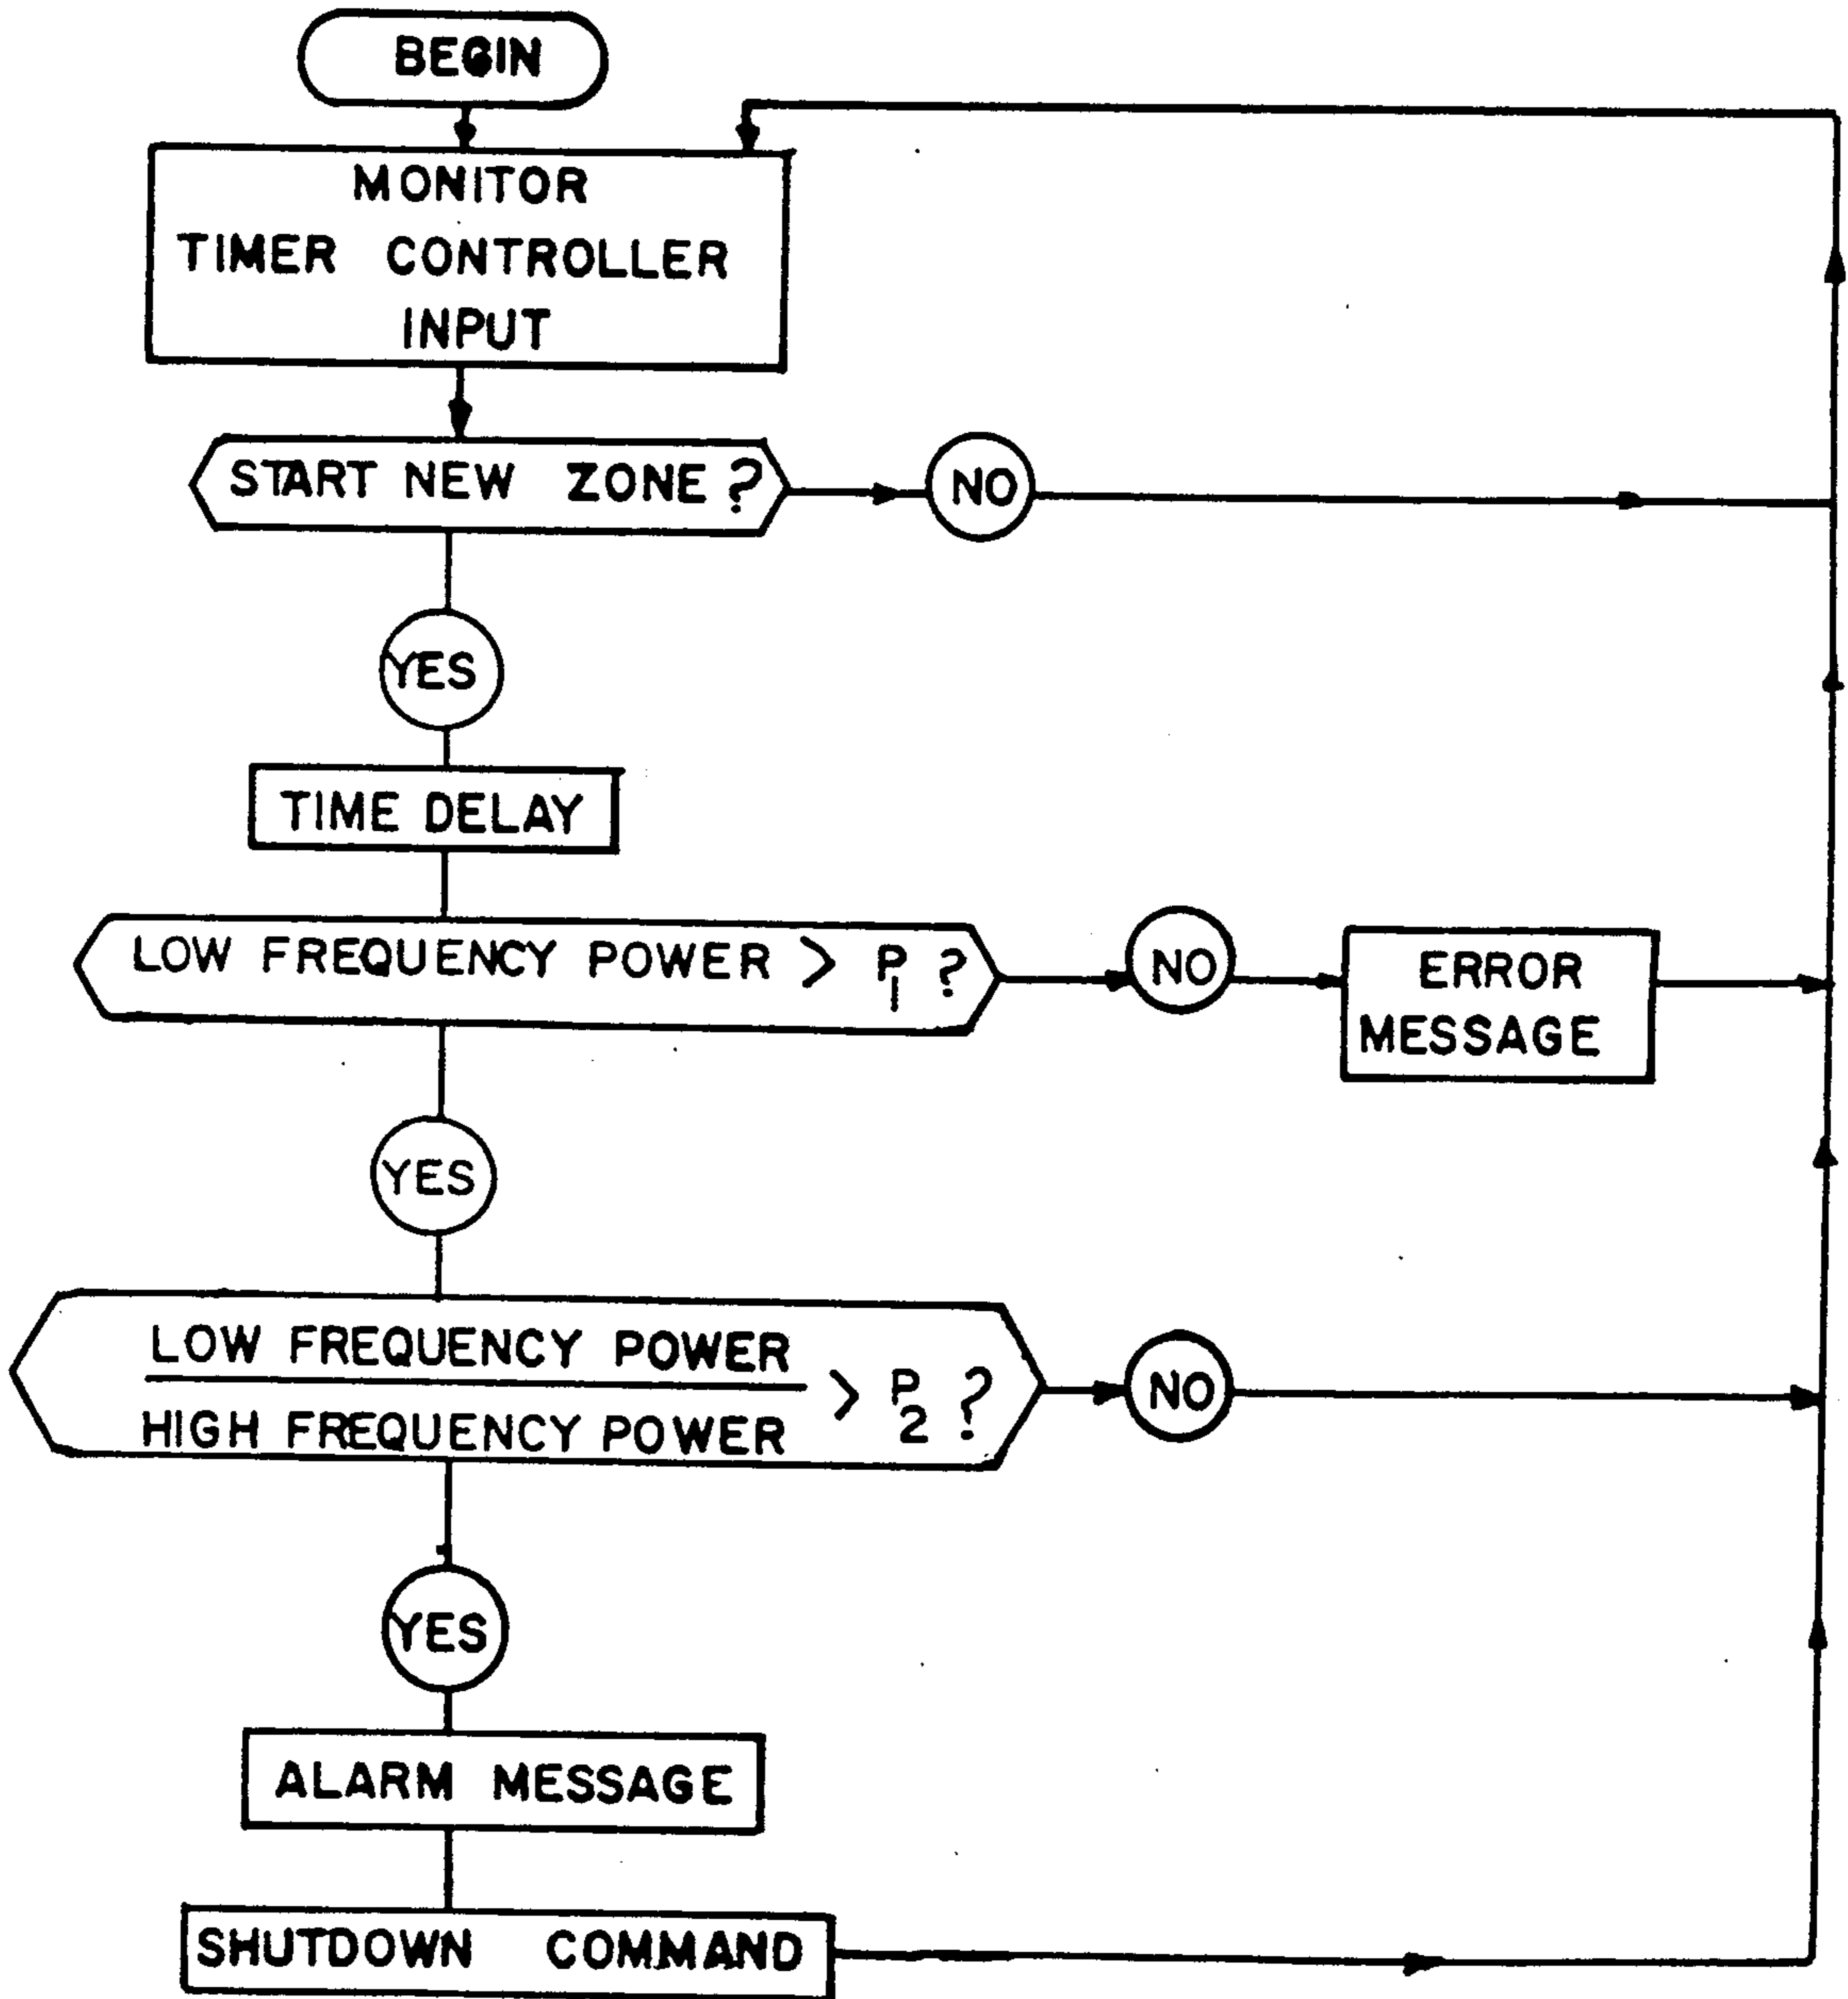 BEGIN
MONITOR
TIMER CONTROLLER
INPUT
START NEW ZONE ?
NO
YES
TIME DELAY
LOW FREQUENCY POWER > P1 ?
NO
ERROR
MESSAGE
YES
LOW FREQUENCY POWER
HIGH FREQUENCY POWER
> P2 ?
NO
YES
ALARM MESSAGE
SHUTDOWN COMMAND